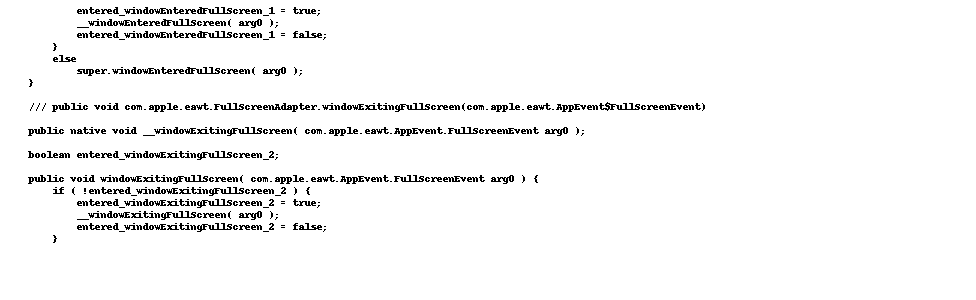 entered_windowEnteredFullScreen_1 = true;
__windowEnteredFullScreen( arg0 );
entered_windowEnteredFullScreen_1 = false;
}
else
super.windowEnteredFullScreen( arg0 );
}
/// public void com.apple.eawt.FullScreenAdapter.windowExitingFullScreen(com.apple.eawt.AppEvent$FullScreenEvent)
public native void __windowExitingFullScreen( com.apple.eawt.AppEvent.FullScreenEvent arg0 );
boolean entered_windowExitingFullScreen_2;
public void windowExitingFullScreen( com.apple.eawt.AppEvent.FullScreenEvent arg0 ) {
if ( !entered_windowExitingFullScreen_2 ) {
entered_windowExitingFullScreen_2 = true;
__windowExitingFullScreen( arg0 );
entered_windowExitingFullScreen_2 = false;
}